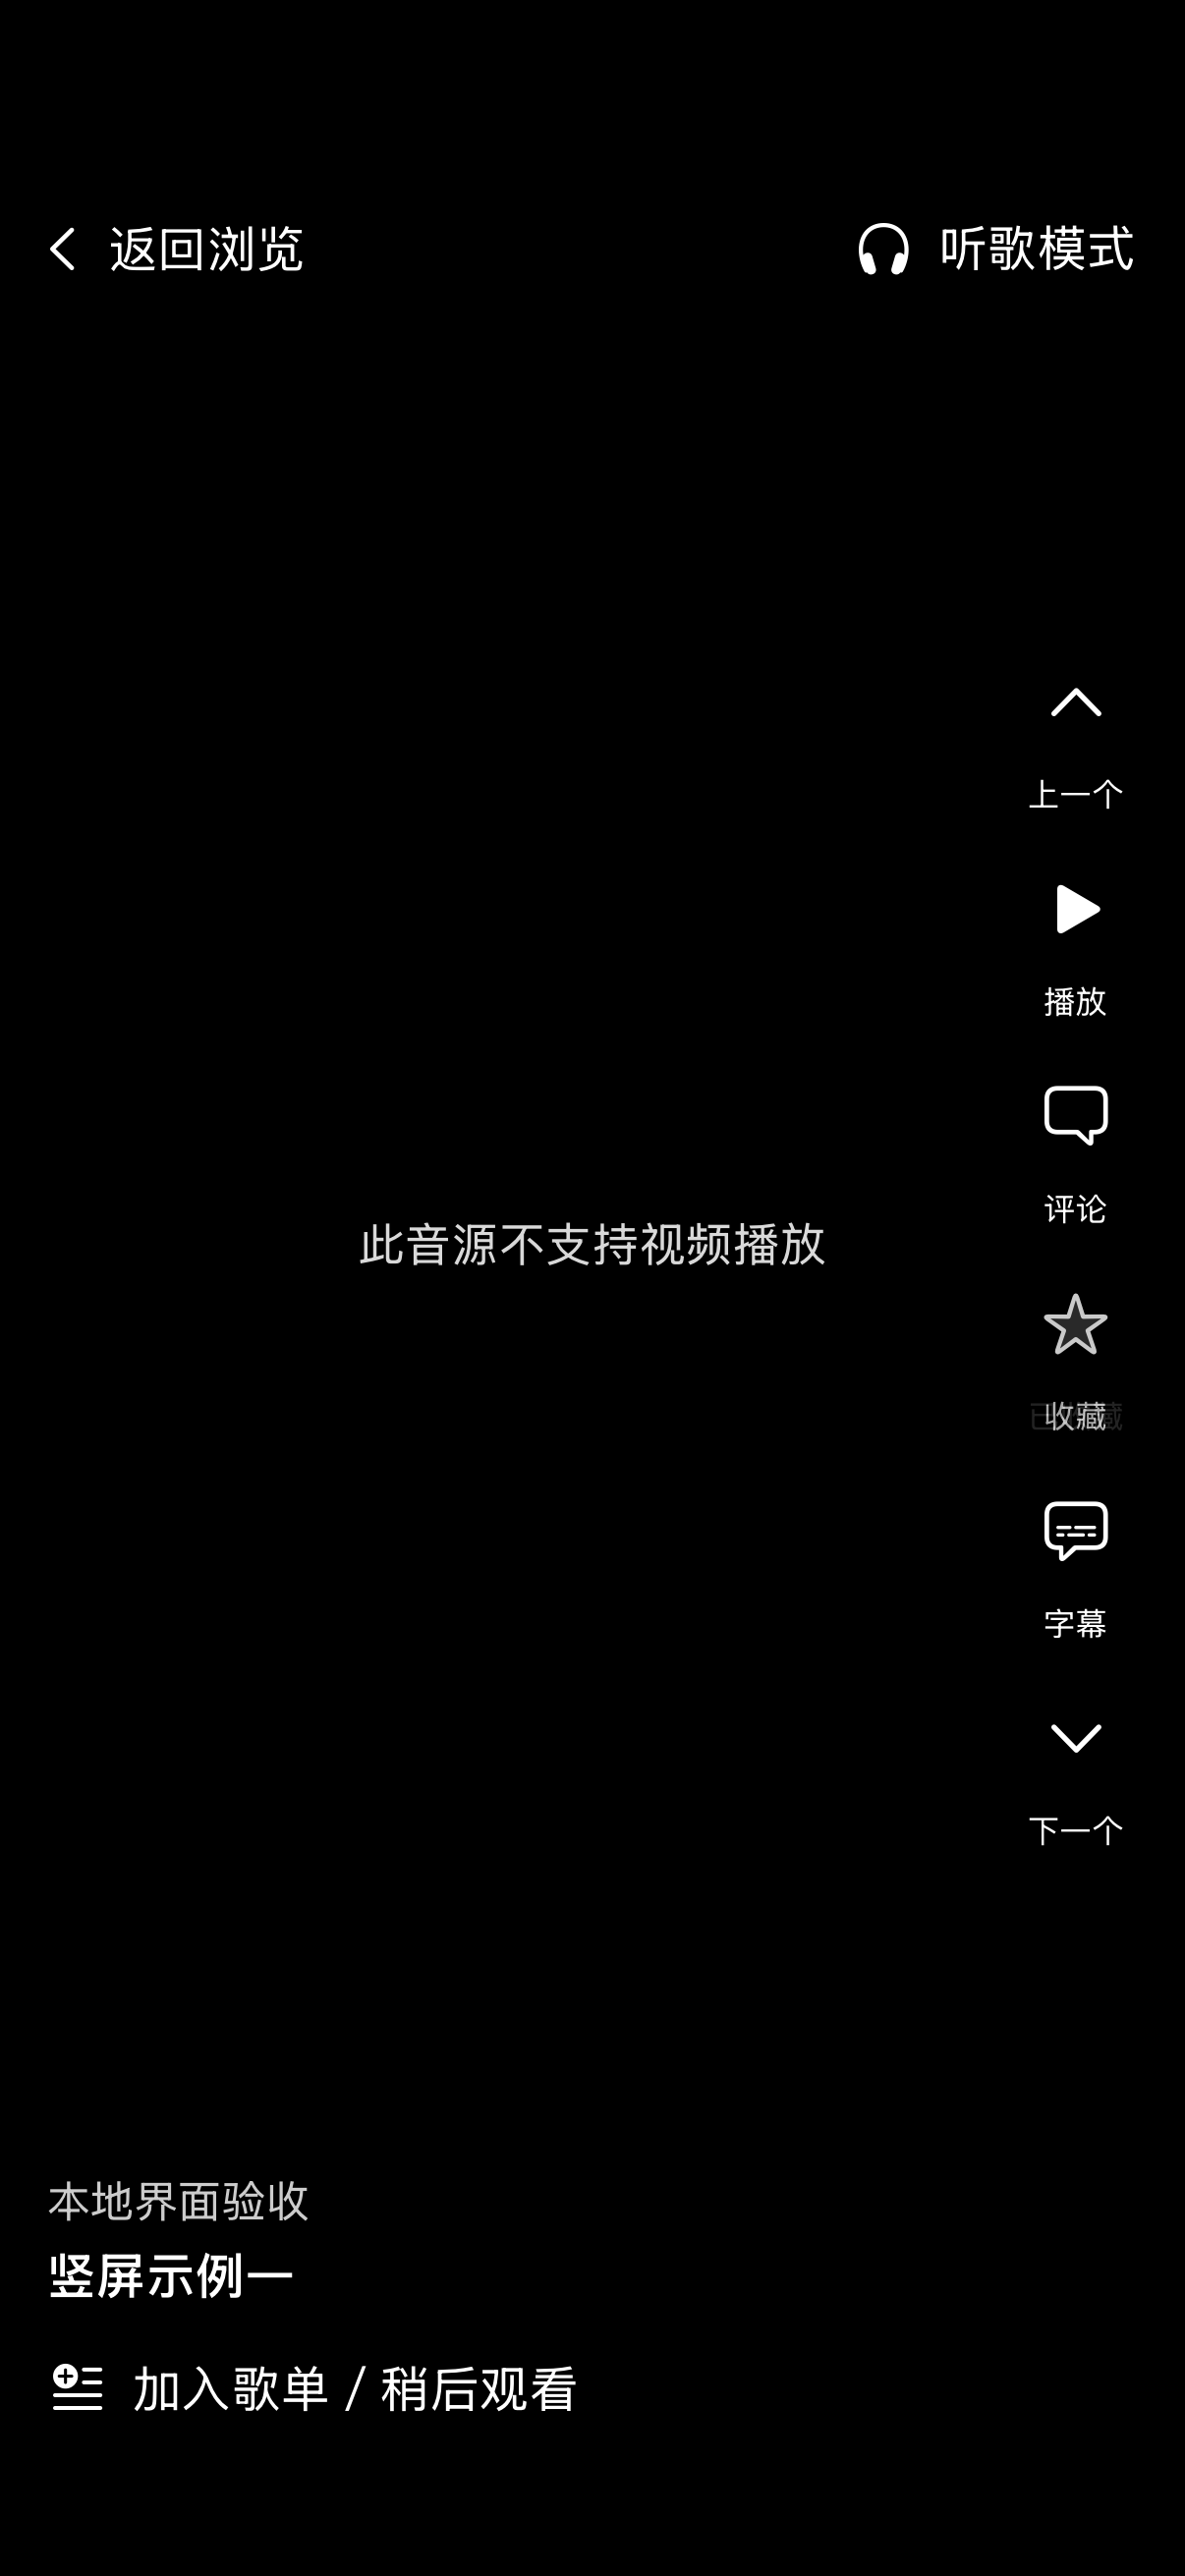 返回浏览
听歌模式
上一个
播放
评论
此音源不支持视频播放
收藏
字幕
下一个
本地界面验收
竖屏示例一
加入歌单 / 稍后观看